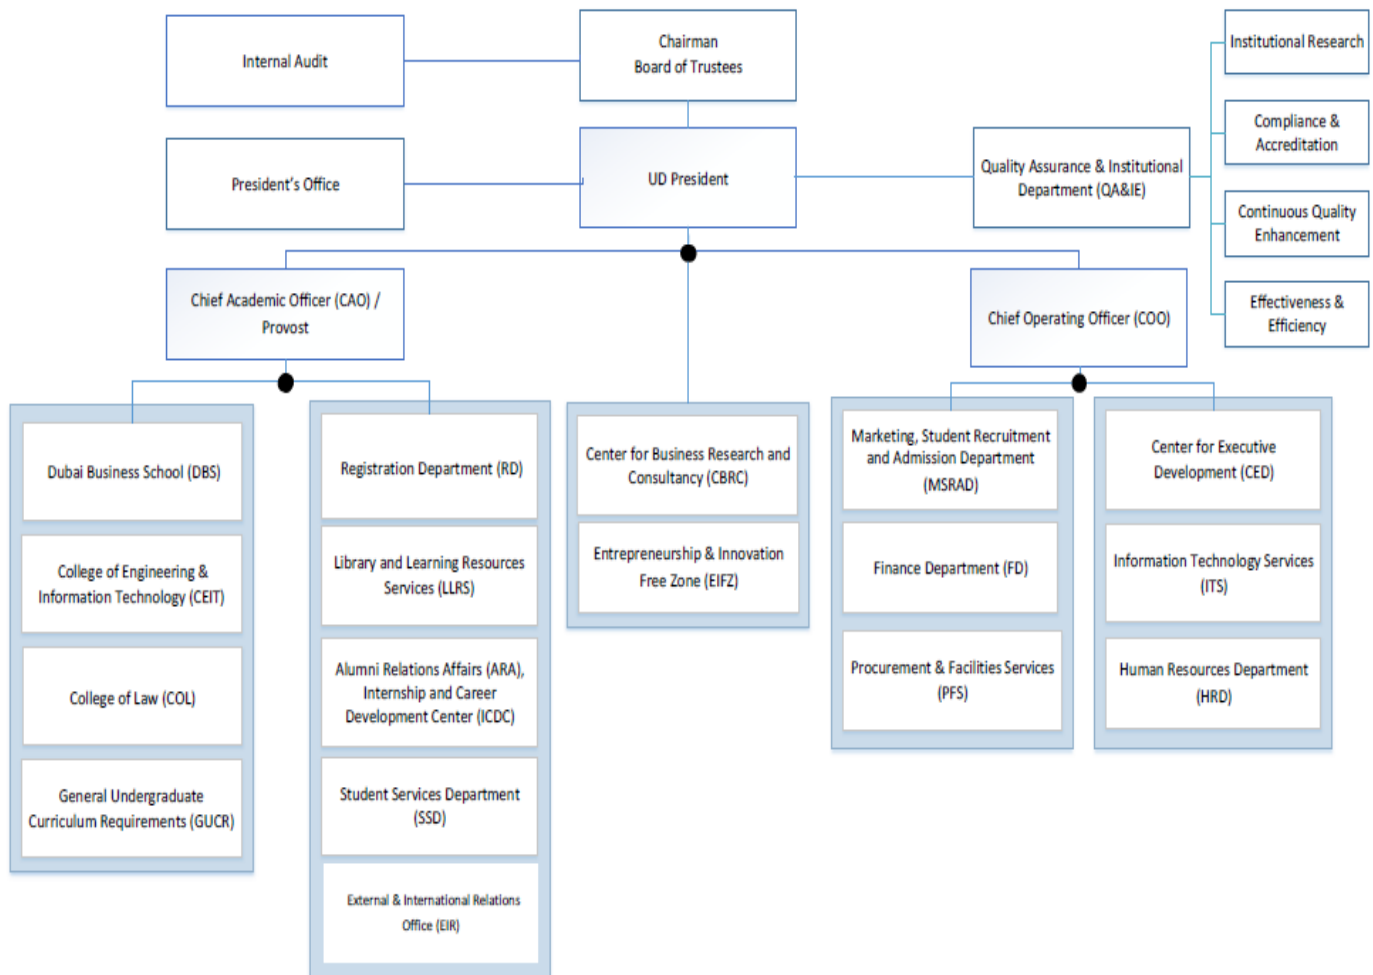 Internal Audit
Chairman
Board of Trustees
Institutional Research
Compliance &
Accreditation
President's Office
UD President
Quality Assurance & Institutional
Department (QA&IE)
Continuous Quality
Enhancement
Effectiveness &
Efficiency
Chief Academic Officer (CAO) /
Provost
Chief Operating Officer (COO)
Dubai Business School (DBS)
College of Engineering &
Information Technology (CEIT)
College of Law (COL)
General Undergraduate
Curriculum Requirements (GUCR)
Registration Department (RD)
Library and Learning Resources
Services (LLRS)
Alumni Relations Affairs (ARA),
Internship and Career
Development Center (ICDC)
Student Services Department
(SSD)
External & International Relations
Office (EIR)
Center for Business Research and
Consultancy (CBRC)
Entrepreneurship & Innovation
Free Zone (EIFZ)
Marketing, Student Recruitment
and Admission Department
(MSRAD)
Finance Department (FD)
Procurement & Facilities Services
(PFS)
Center for Executive
Development (CED)
Information Technology Services
(ITS)
Human Resources Department
(HRD)